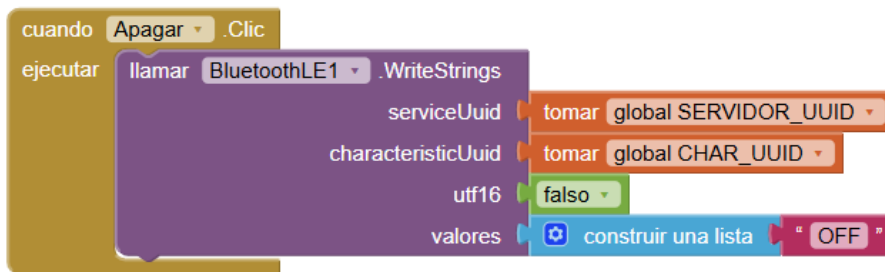 cuando Apagar .Clic
ejecutar llamar BluetoothLE1 .WriteStrings
serviceUuid tomar global SERVIDOR_UUID
characteristicUuid tomar global CHAR_UUID
utf16 falso
valores construir una lista " OFF "